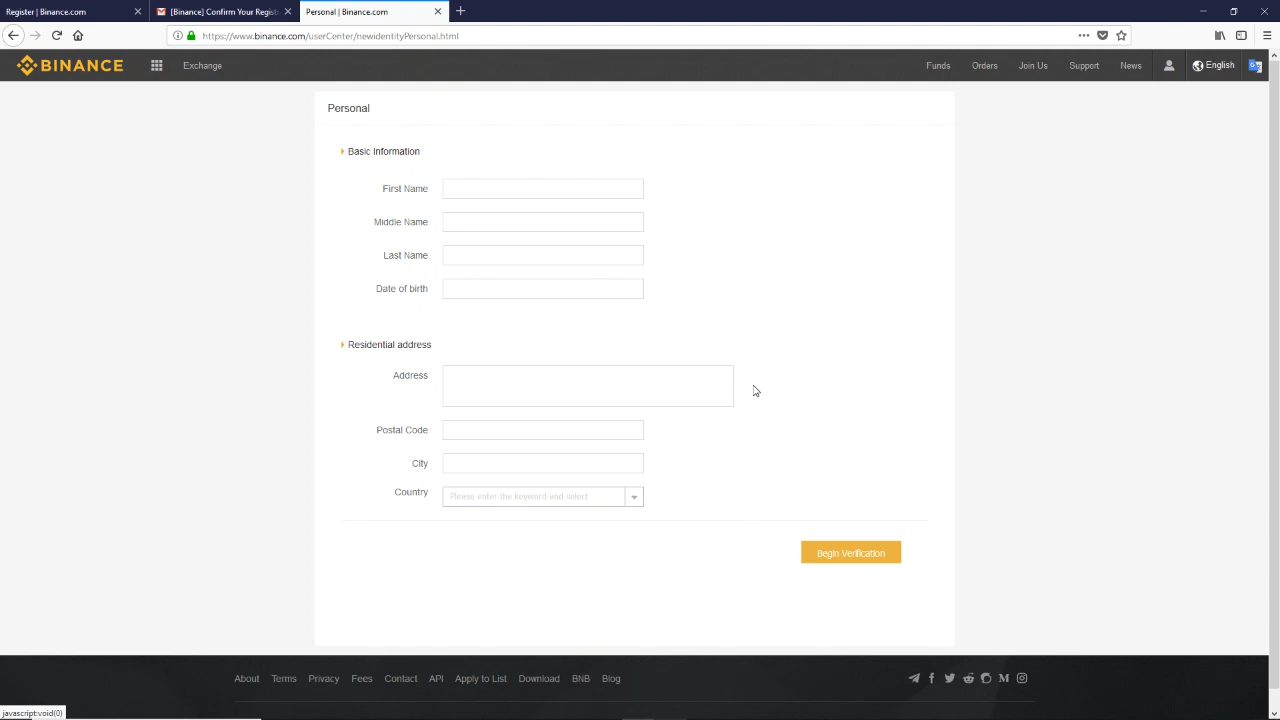 Register | Binance.com
[Binance] Confirm Your Regist
Personal | Binance.com
https://www.binance.com/userCenter/newidentityPersonal.html
BINANCE Exchange Funds Orders Join Us Support News English
Personal
Basic information
First Name
Middle Name
Last Name
Date of birth
Residential address
Address
Postal Code
City
Country Please enter the keyword and select
Begin Verification
About Terms Privacy Fees Contact API Apply to List Download BNB Blog
javascript:void(0)